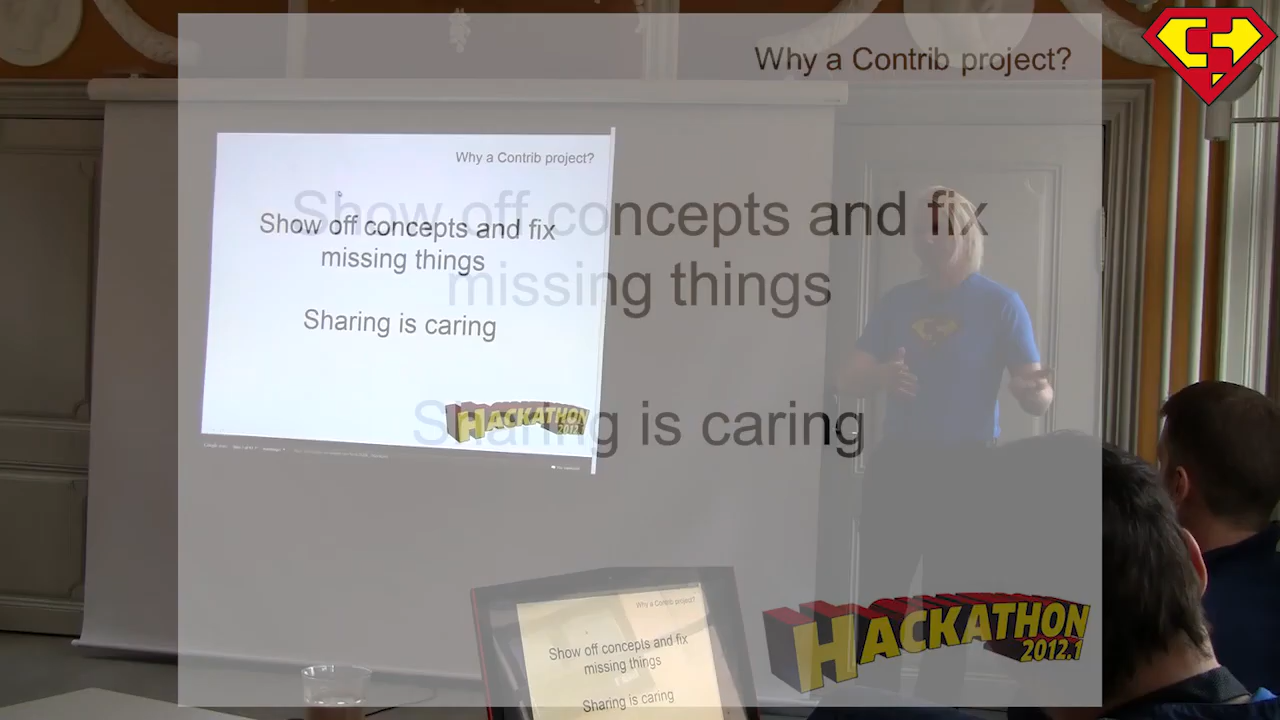 Why a Contrib project?
Show off concepts and fix
missing things
Sharing is caring
HACKATHON
2012.1
Why a Contrib project?
Show off concepts and fix
missing things
Sharing is caring
HACKATHON
2012.
Why a Contrib project?
Show off concepts and fix
missing things
Sharing is caring